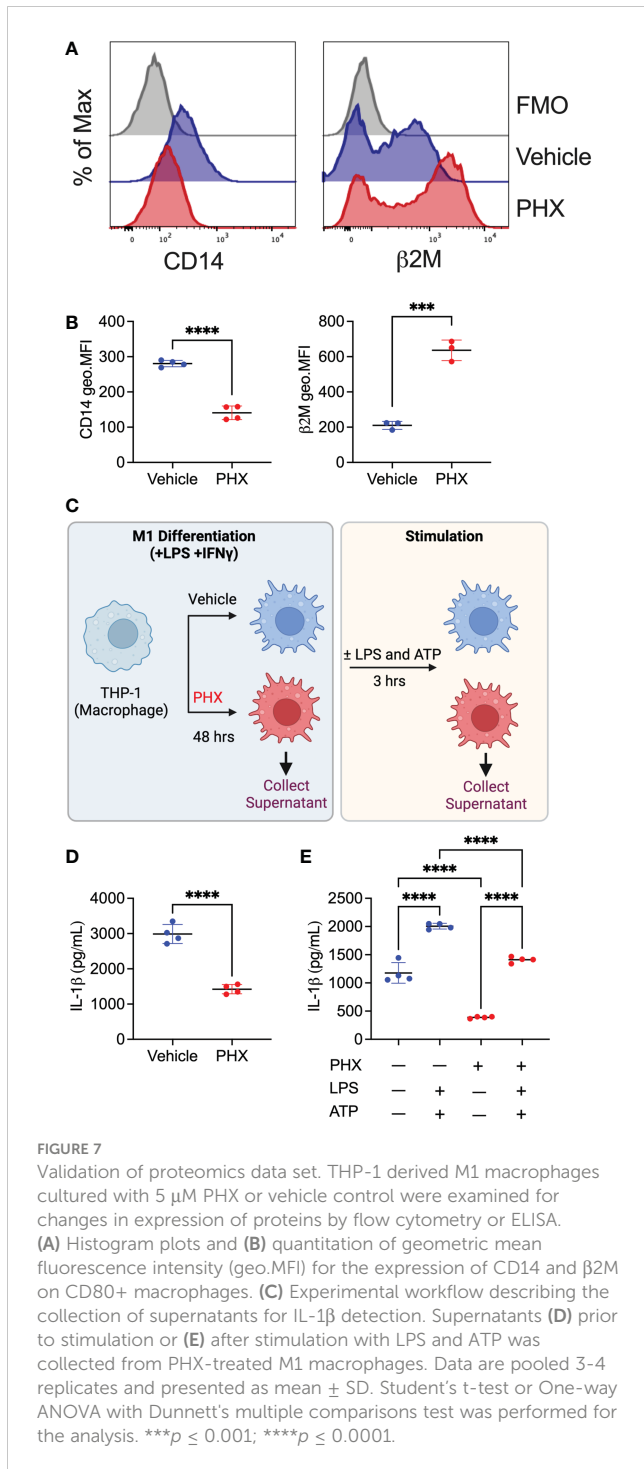 A
% of Max
FMO
Vehicle
PHX
0 10² 10³ 10⁴
0 10³ 10⁴
CD14
β2M
B
CD14 geo.MFI
400
300
200
100
0
****
Vehicle PHX
β2M geo.MFI
800
600
400
200
0
***
Vehicle PHX
C
M1 Differentiation
(+LPS +IFNγ)
Stimulation
Vehicle
THP-1
(Macrophage)
PHX
48 hrs
Collect
Supernatant
± LPS and ATP
3 hrs
Collect
Supernatant
D
IL-1β (pg/mL)
4000
3000
2000
1000
0
****
Vehicle PHX
E
IL-1β (pg/mL)
2500
2000
1500
1000
500
0
****
****
**** ****
PHX — — + +
LPS — + — +
ATP — + — +
FIGURE 7
Validation of proteomics data set. THP-1 derived M1 macrophages
cultured with 5 μM PHX or vehicle control were examined for
changes in expression of proteins by flow cytometry or ELISA.
(A) Histogram plots and (B) quantitation of geometric mean
fluorescence intensity (geo.MFI) for the expression of CD14 and β2M
on CD80+ macrophages. (C) Experimental workflow describing the
collection of supernatants for IL-1β detection. Supernatants (D) prior
to stimulation or (E) after stimulation with LPS and ATP was
collected from PHX-treated M1 macrophages. Data are pooled 3-4
replicates and presented as mean ± SD. Student's t-test or One-way
ANOVA with Dunnett's multiple comparisons test was performed for
the analysis. ***p ≤ 0.001; ****p ≤ 0.0001.